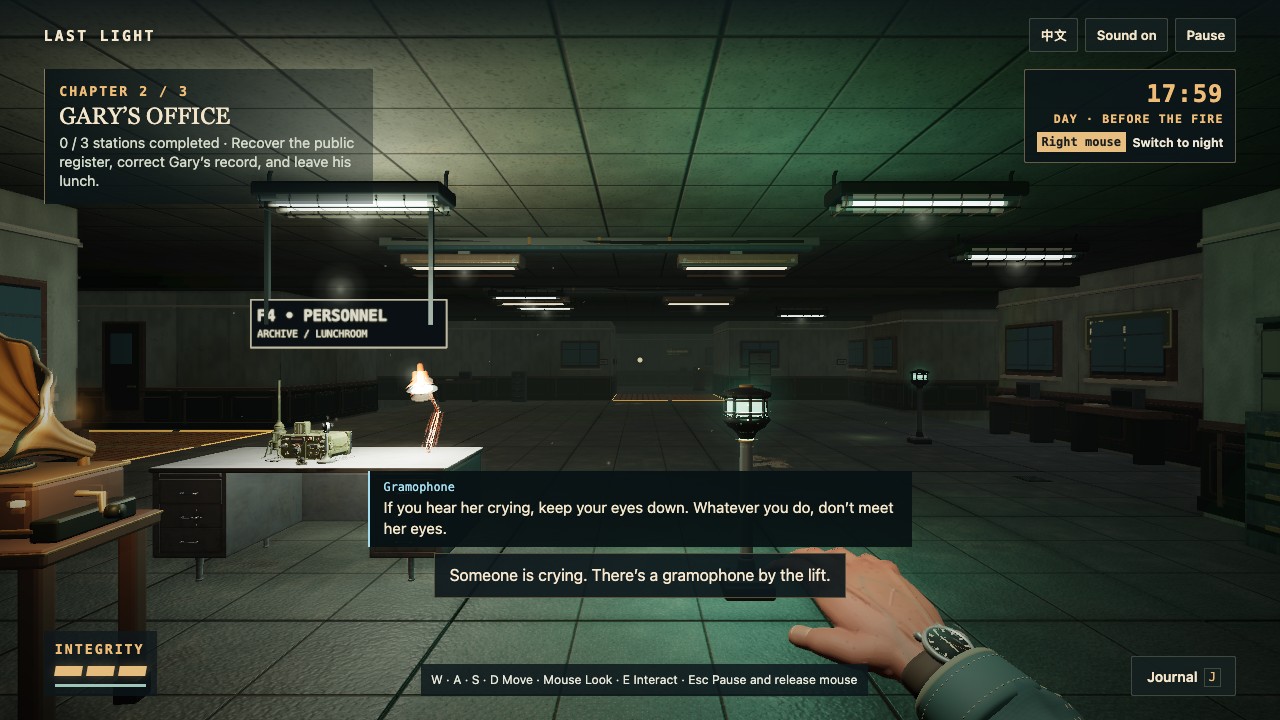 LAST LIGHT
中文
Sound on
Pause
CHAPTER 2 / 3
GARY’S OFFICE
0 / 3 stations completed · Recover the public
register, correct Gary’s record, and leave his
lunch.
17:59
DAY · BEFORE THE FIRE
Right mouse Switch to night
F4 • PERSONNEL
ARCHIVE / LUNCHROOM
Gramophone
If you hear her crying, keep your eyes down. Whatever you do, don’t meet
her eyes.
Someone is crying. There’s a gramophone by the lift.
INTEGRITY
W · A · S · D Move · Mouse Look · E Interact · Esc Pause and release mouse
Journal J